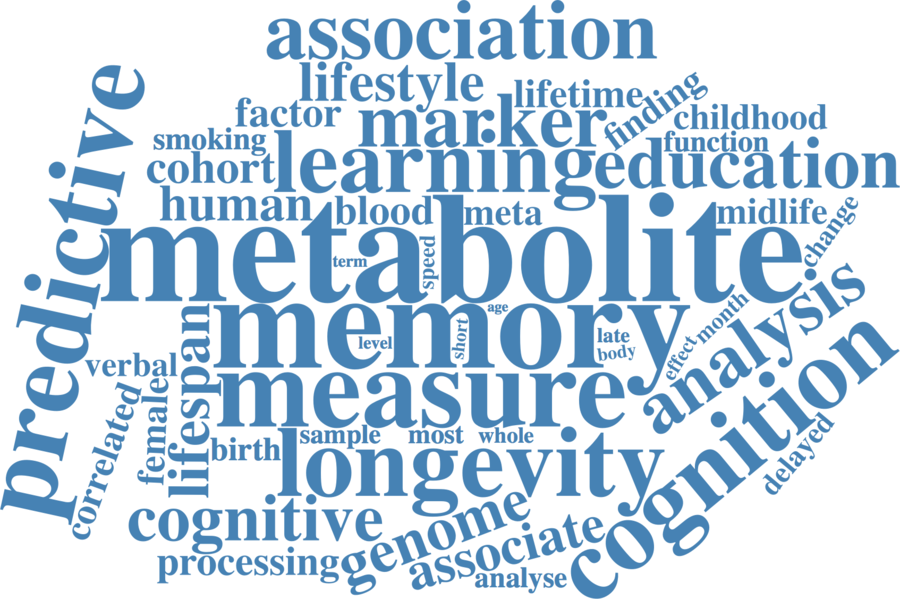 association
lifestyle
lifetime
finding
factor
marker
childhood
smoking
function
cohort
learning
education
human
blood
meta
midlife
change
predictive
metabolite
term
speed
memory
age
level
short
late
body
effect
month
analysis
verbal
lifespan
measure
cognition
correlated
female
birth
sample
most
whole
longevity
delayed
cognitive
genome
associate
processing
analyse